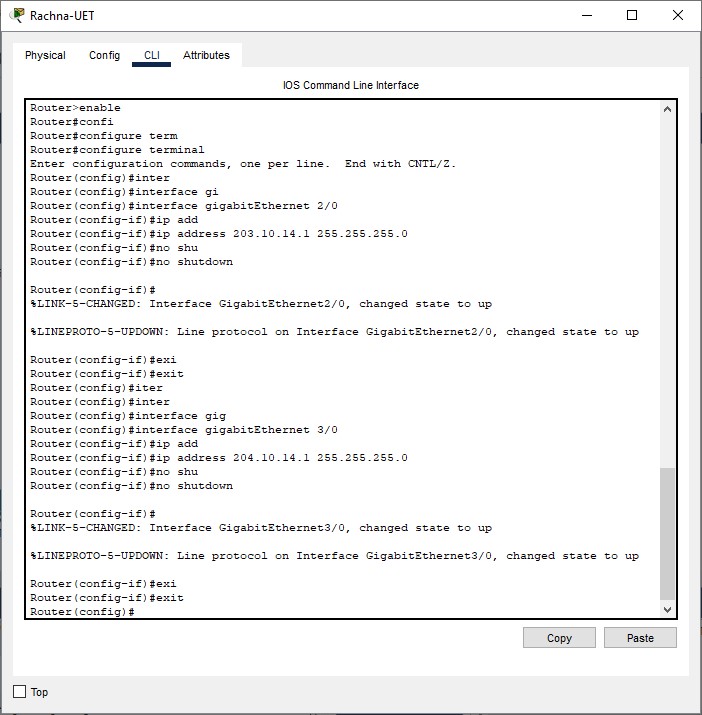 Rachna-UET
Physical Config CLI Attributes
IOS Command Line Interface
Router>enable
Router#confi
Router#configure term
Router#configure terminal
Enter configuration commands, one per line.  End with CNTL/Z.
Router(config)#inter
Router(config)#interface gi
Router(config)#interface gigabitEthernet 2/0
Router(config-if)#ip add
Router(config-if)#ip address 203.10.14.1 255.255.255.0
Router(config-if)#no shu
Router(config-if)#no shutdown
Router(config-if)#
%LINK-5-CHANGED: Interface GigabitEthernet2/0, changed state to up
%LINEPROTO-5-UPDOWN: Line protocol on Interface GigabitEthernet2/0, changed state to up
Router(config-if)#exi
Router(config-if)#exit
Router(config)#iter
Router(config)#inter
Router(config)#interface gig
Router(config)#interface gigabitEthernet 3/0
Router(config-if)#ip add
Router(config-if)#ip address 204.10.14.1 255.255.255.0
Router(config-if)#no shu
Router(config-if)#no shutdown
Router(config-if)#
%LINK-5-CHANGED: Interface GigabitEthernet3/0, changed state to up
%LINEPROTO-5-UPDOWN: Line protocol on Interface GigabitEthernet3/0, changed state to up
Router(config-if)#exi
Router(config-if)#exit
Router(config)#
Copy Paste
Top